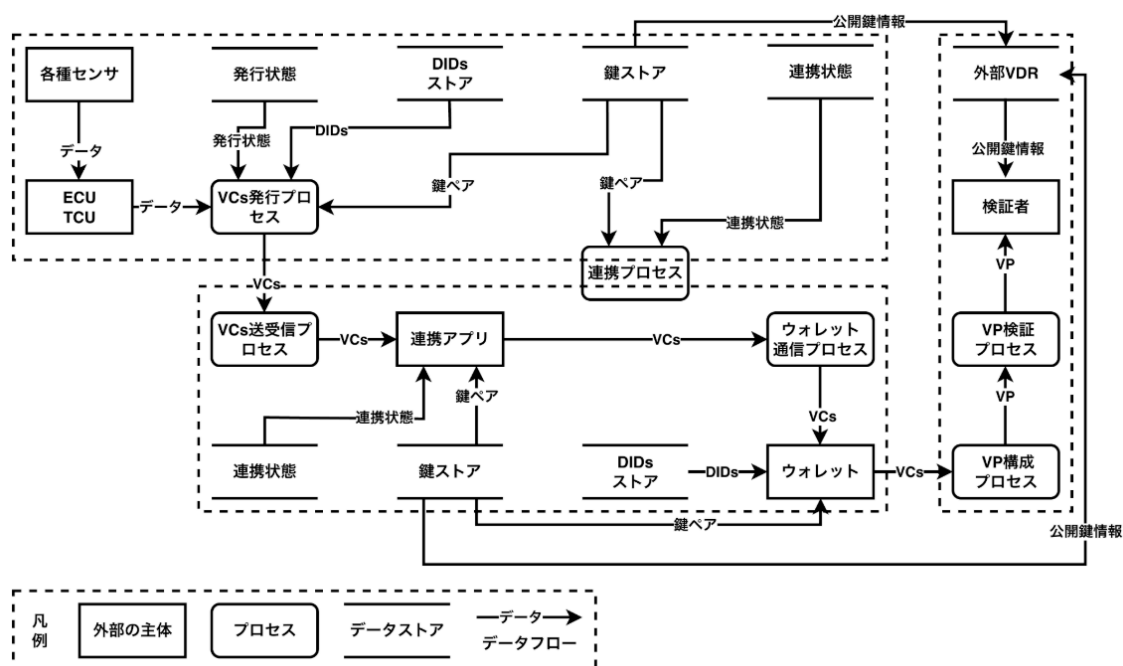 公開鍵情報
各種センサ
発行状態
DIDs
ストア
鍵ストア
連携状態
外部VDR
データ
発行状態
DIDs
鍵ペア
鍵ペア
連携状態
公開鍵情報
ECU
TCU
データ
VCs発行プロ
セス
検証者
連携プロセス
VCs
VP
VCs送受信プ
ロセス
VCs
連携アプリ
VCs
ウォレット
通信プロセス
VP検証
プロセス
連携状態
鍵ペア
VCs
VP
連携状態
鍵ストア
DIDs
ストア
DIDs
ウォレット
VCs
VP構成
プロセス
鍵ペア
公開鍵情報
凡
例
外部の主体
プロセス
データストア
データ
データフロー